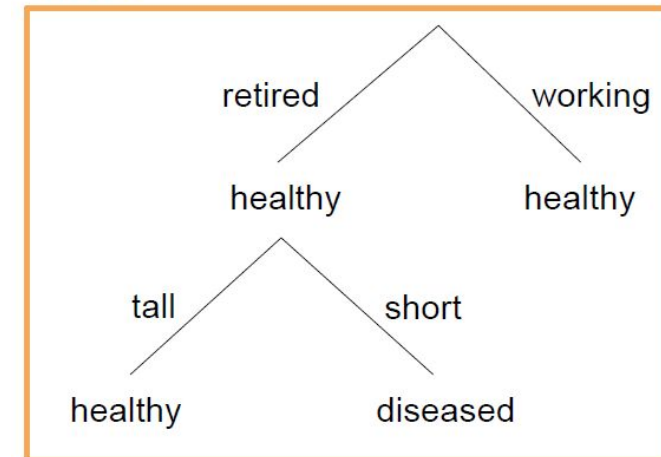 retired working
healthy healthy
tall short
healthy diseased